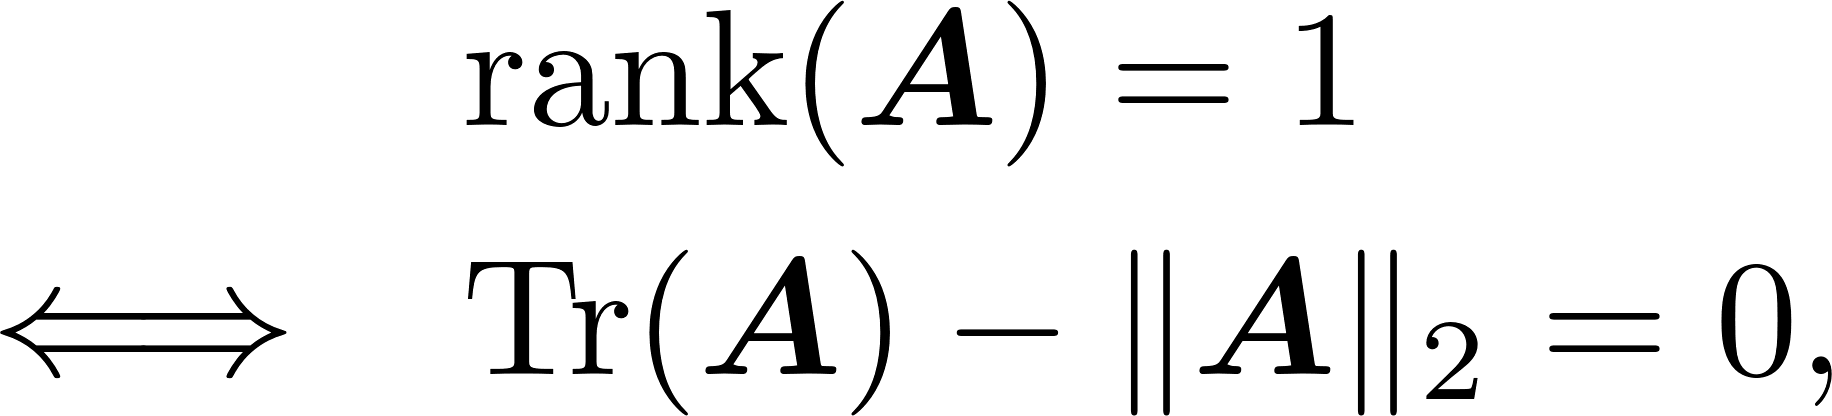 rank(𝑨) = 1
⟺ Tr(𝑨) − ‖𝑨‖₂ = 0,